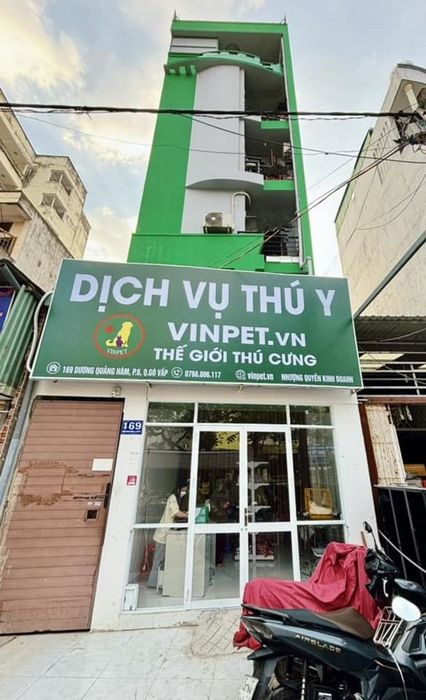 DỊCH VỤ THÚ Y
VINPET.VN
THẾ GIỚI THÚ CƯNG
VINPET
169 DƯƠNG QUẢNG HÀM, P.6, Q.GÒ VẤP 0766.006.117 vinpet.vn NHƯỢNG QUYỀN KINH DOANH
169
AIRBLADE